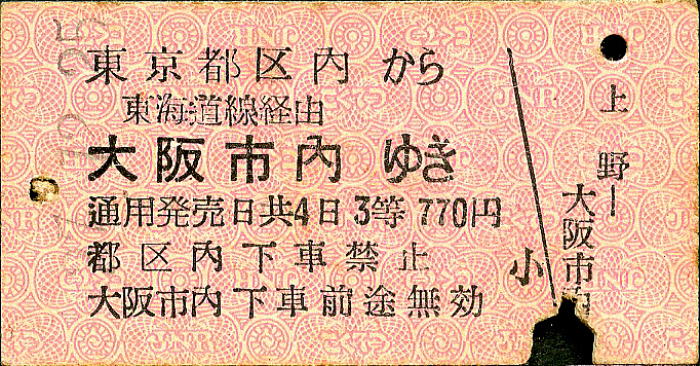 東京都区内から
東海道線経由
大阪市内ゆき
通用発売日共4日3等770円
都区内下車禁止
大阪市内下車前途無効
小
上野ー
大阪市内